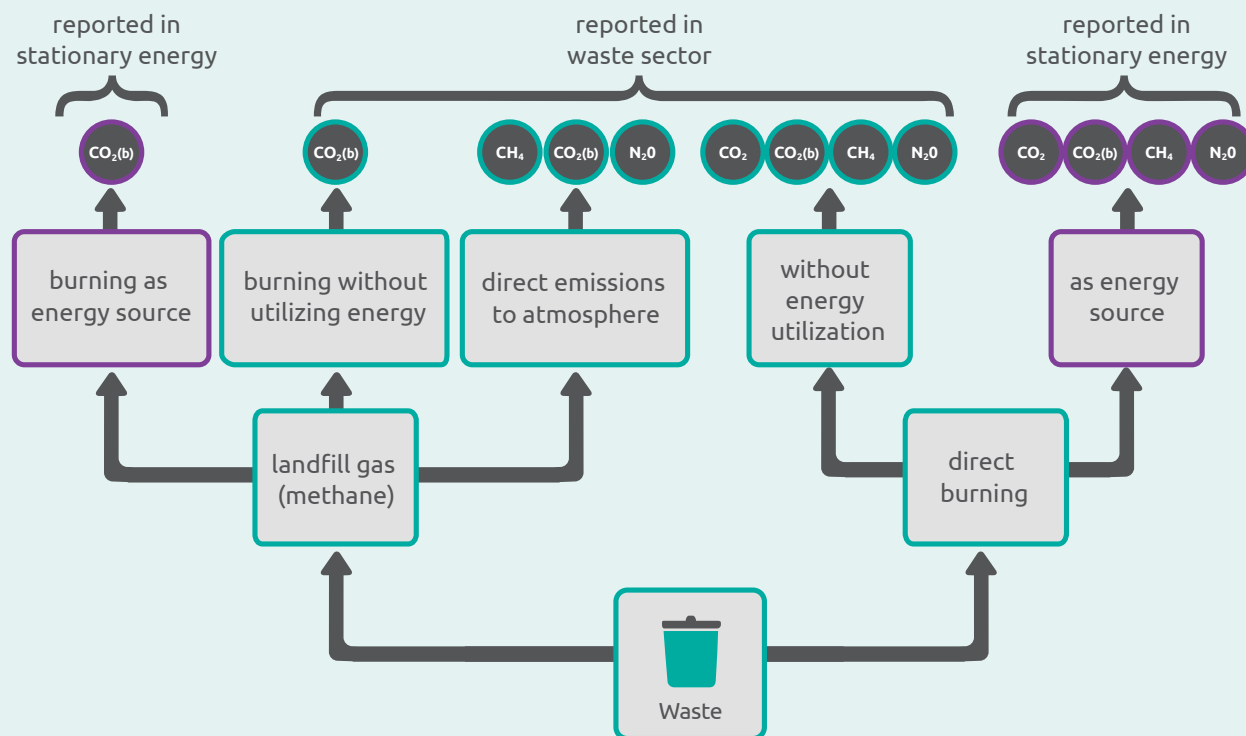 reported in
stationary energy
reported in
waste sector
reported in
stationary energy
CO₂(b)
CO₂(b)
CH₄
CO₂(b)
N₂0
CO₂
CO₂(b)
CH₄
N₂0
CO₂
CO₂(b)
CH₄
N₂0
burning as
energy source
burning without
utilizing energy
direct emissions
to atmosphere
without
energy
utilization
as energy
source
landfill gas
(methane)
direct
burning
Waste